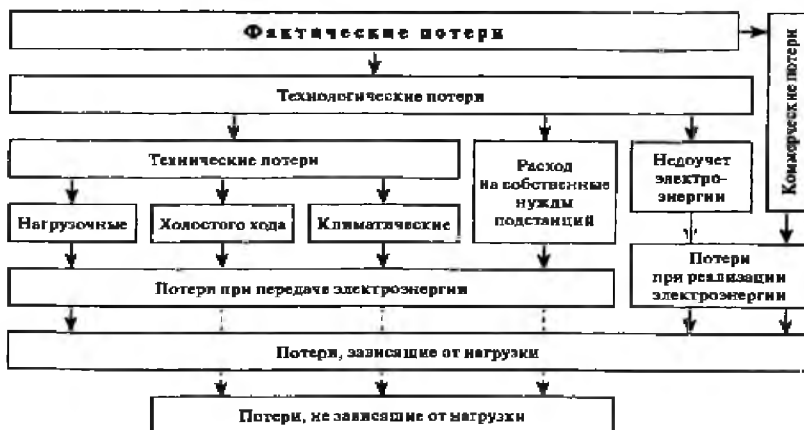 Фактические потери
Коммерческие потери
Технологические потери
Технические потери
Расход
на собственные
нужды
подстанций
Недоучет
электро-
энергии
Нагрузочные
Холостого хода
Климатические
Потери
при реализации
электроэнергии
Потери при передаче электроэнергии
Потери, зависящие от нагрузки
Потери, не зависящие от нагрузки